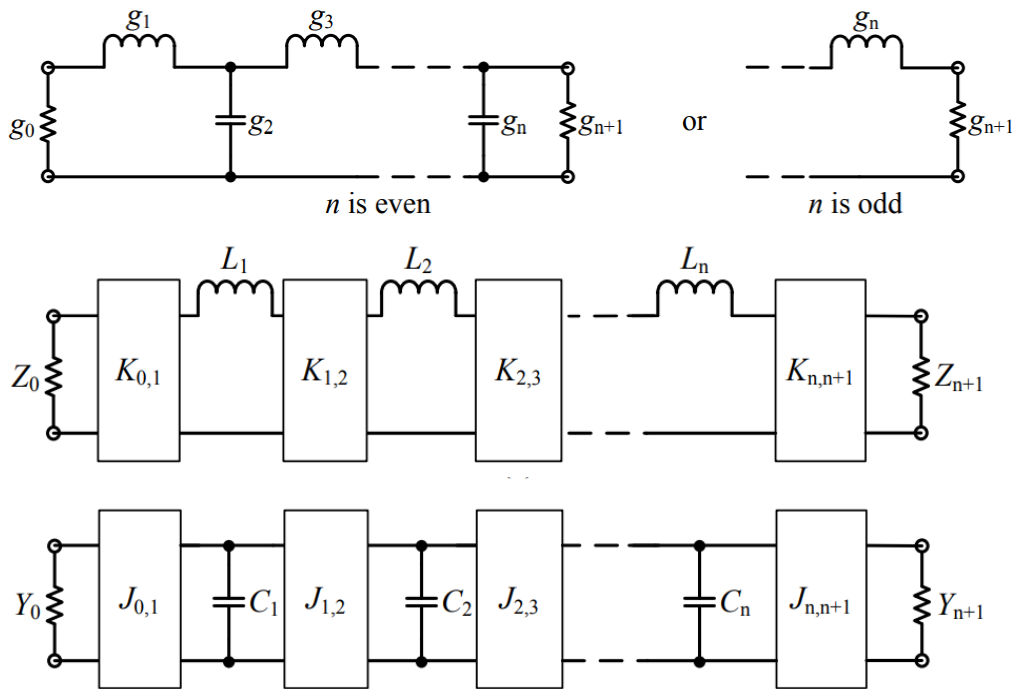 g1 g3 gn
g0 g2 gn gn+1 or gn+1
n is even n is odd
L1 L2 Ln
Z0 K0,1 K1,2 K2,3 Kn,n+1 Zn+1
Y0 J0,1 C1 J1,2 C2 J2,3 Cn Jn,n+1 Yn+1